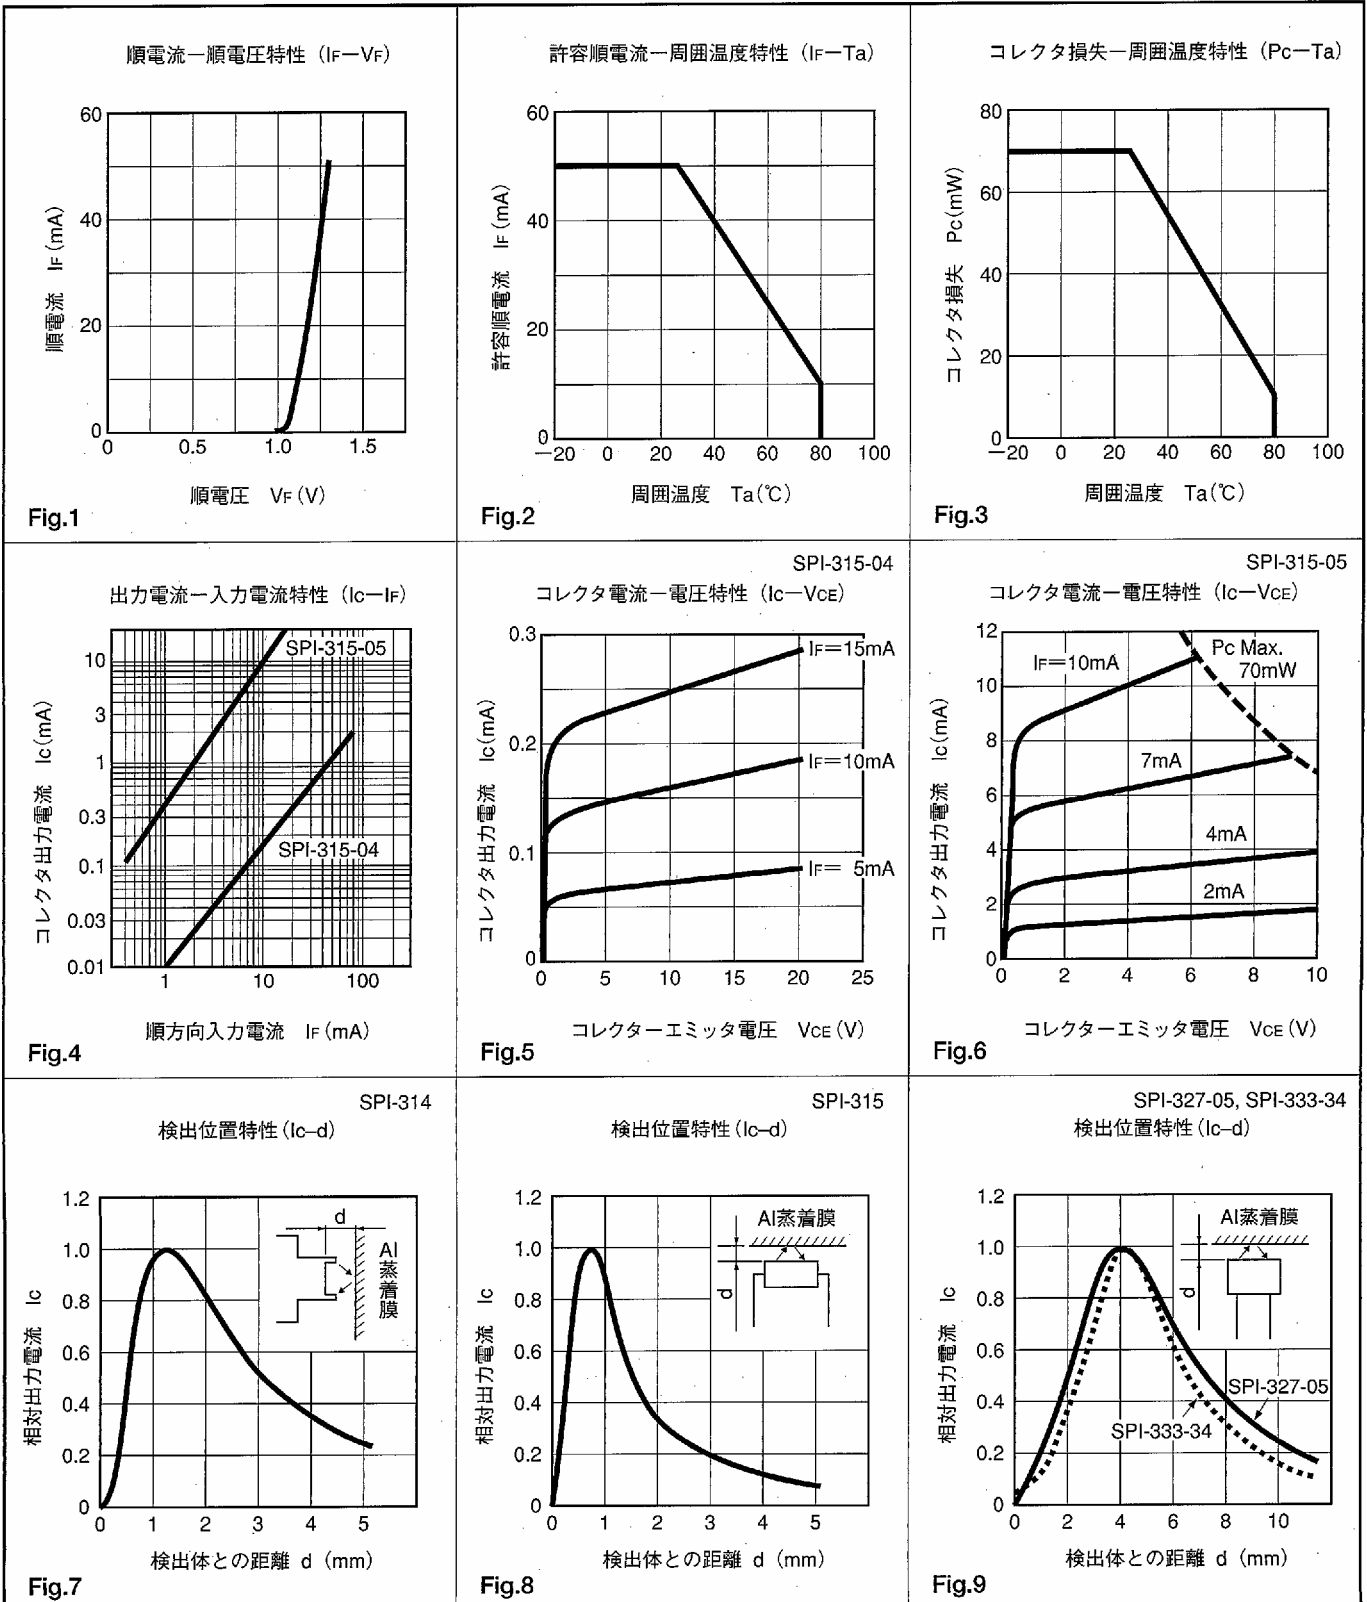 順電流ー順電圧特性 (IF－VF)
60
40
20
0
0 0.5 1.0 1.5
順電流 IF(mA)
順電圧 VF(V)
Fig.1
許容順電流ー周囲温度特性 (IF－Ta)
60
40
20
0
－20 0 20 40 60 80 100
許容順電流 IF(mA)
周囲温度 Ta(℃)
Fig.2
コレクタ損失ー周囲温度特性 (Pc－Ta)
80
60
40
20
0
－20 0 20 40 60 80 100
コレクタ損失 Pc(mW)
周囲温度 Ta(℃)
Fig.3
出力電流ー入力電流特性 (Ic－IF)
10
3
1
0.3
0.1
0.03
0.01
SPI-315-05
SPI-315-04
1 10 100
コレクタ出力電流 Ic(mA)
順方向入力電流 IF(mA)
Fig.4
SPI-315-04
コレクタ電流ー電圧特性 (Ic－VCE)
0.3
0.2
0.1
0
IF＝15mA
IF＝10mA
IF＝ 5mA
0 5 10 15 20 25
コレクタ出力電流 Ic(mA)
コレクターエミッタ電圧 VCE(V)
Fig.5
SPI-315-05
コレクタ電流ー電圧特性 (Ic－VCE)
12
10
8
6
4
2
0
IF＝10mA
Pc Max.
70mW
7mA
4mA
2mA
0 2 4 6 8 10
コレクタ出力電流 Ic(mA)
コレクターエミッタ電圧 VCE(V)
Fig.6
SPI-314
検出位置特性(Ic–d)
1.2
1.0
0.8
0.6
0.4
0.2
0
d
Al蒸着膜
0 1 2 3 4 5
相対出力電流 Ic
検出体との距離 d (mm)
Fig.7
SPI-315
検出位置特性(Ic–d)
1.2
1.0
0.8
0.6
0.4
0.2
0
Al蒸着膜
d
0 1 2 3 4 5
相対出力電流 Ic
検出体との距離 d (mm)
Fig.8
SPI-327-05, SPI-333-34
検出位置特性(Ic–d)
1.2
1.0
0.8
0.6
0.4
0.2
0
Al蒸着膜
d
SPI-327-05
SPI-333-34
0 2 4 6 8 10
相対出力電流 Ic
検出体との距離 d (mm)
Fig.9